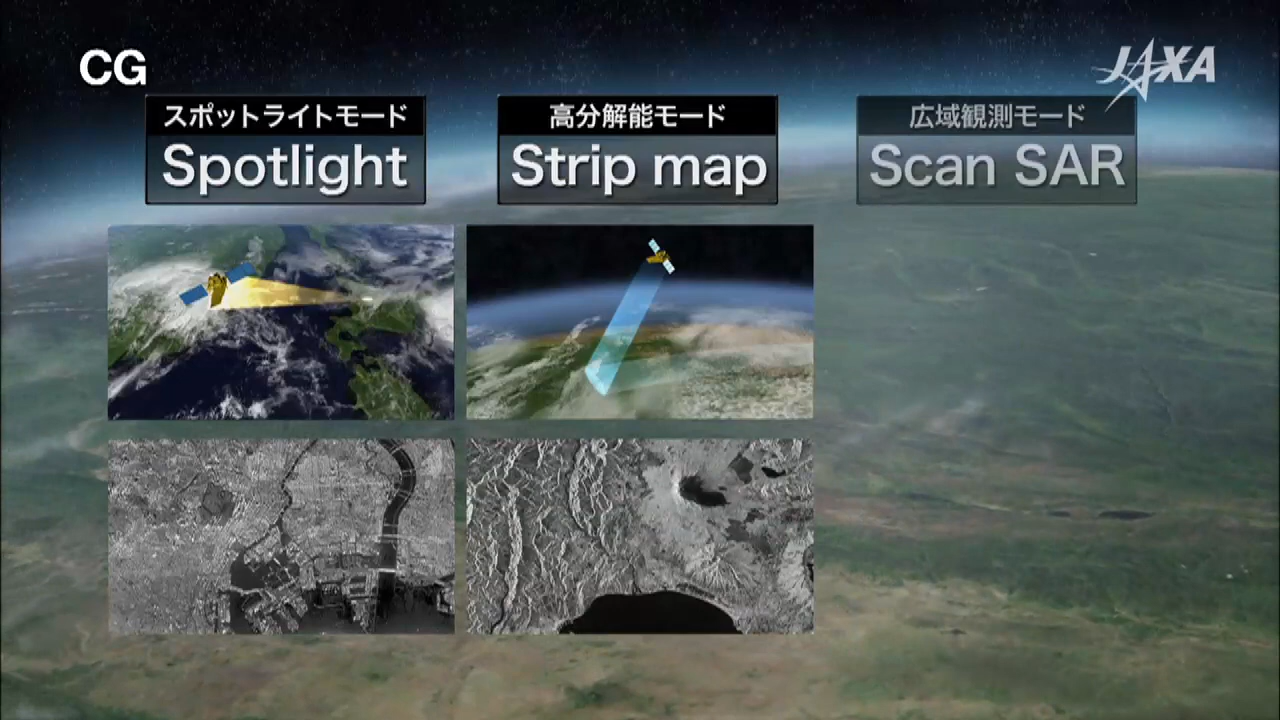 CG
JAXA
スポットライトモード
Spotlight
高分解能モード
Strip map
広域観測モード
Scan SAR